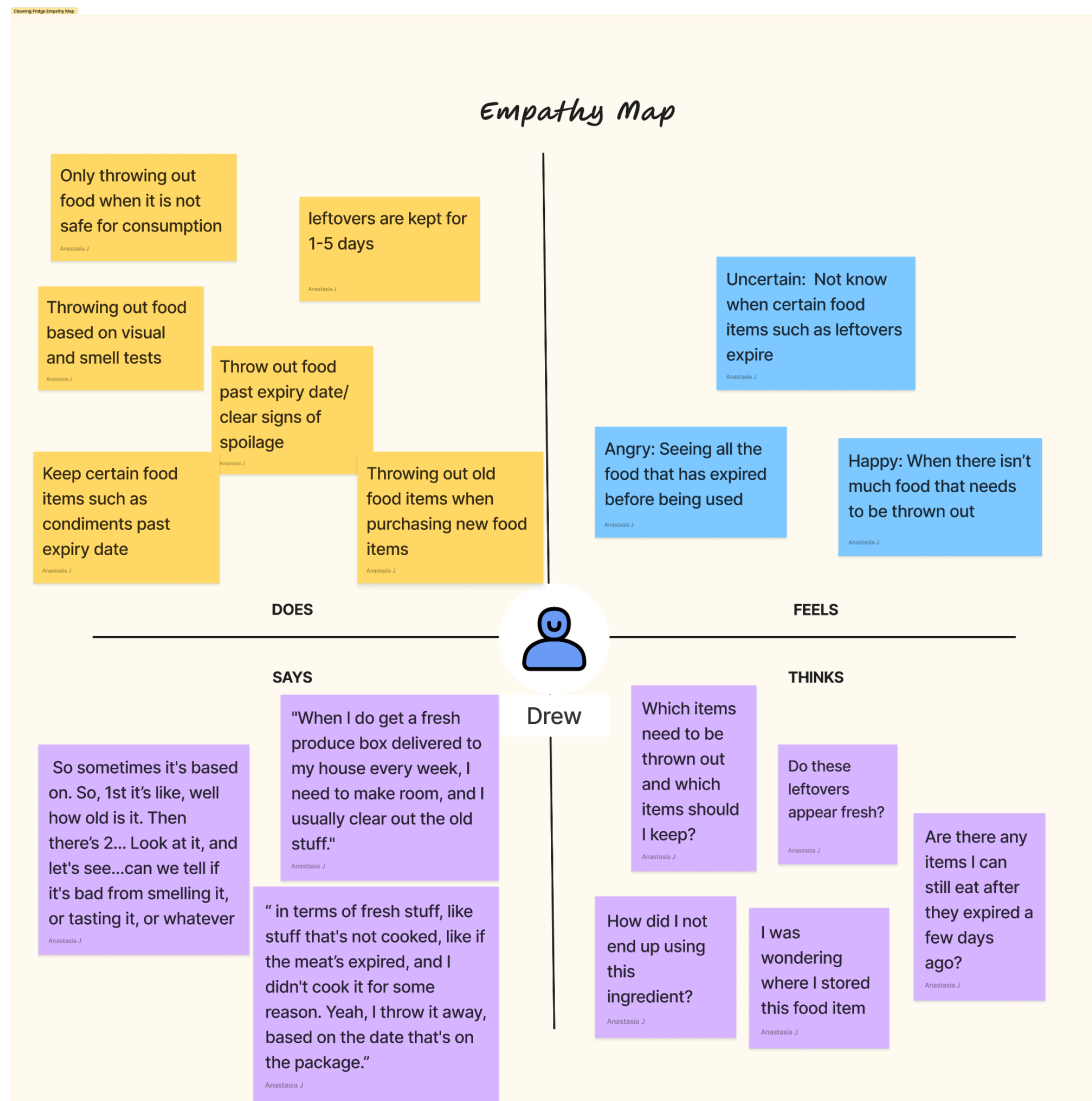 Cleaning Fridge Empathy Map
Empathy Map
Only throwing out
food when it is not
safe for consumption
Anastasia J
leftovers are kept for
1-5 days
Anastasia J
Throwing out food
based on visual
and smell tests
Anastasia J
Throw out food
past expiry date/
clear signs of
spoilage
Anastasia J
Keep certain food
items such as
condiments past
expiry date
Anastasia J
Throwing out old
food items when
purchasing new food
items
Anastasia J
DOES
Uncertain:  Not know
when certain food
items such as leftovers
expire
Anastasia J
Angry: Seeing all the
food that has expired
before being used
Anastasia J
Happy: When there isn’t
much food that needs
to be thrown out
Anastasia J
FEELS
Drew
SAYS
"When I do get a fresh
produce box delivered to
my house every week, I
need to make room, and I
usually clear out the old
stuff."
Anastasia J
So sometimes it's based
on. So, 1st it’s like, well
how old is it. Then
there’s 2... Look at it, and
let's see...can we tell if
it's bad from smelling it,
or tasting it, or whatever
Anastasia J
“ in terms of fresh stuff, like
stuff that's not cooked, like if
the meat’s expired, and I
didn't cook it for some
reason. Yeah, I throw it away,
based on the date that's on
the package.”
Anastasia J
THINKS
Which items
need to be
thrown out
and which
items should
I keep?
Anastasia J
Do these
leftovers
appear fresh?
Anastasia J
Are there any
items I can
still eat after
they expired a
few days
ago?
Anastasia J
How did I not
end up using
this
ingredient?
Anastasia J
I was
wondering
where I stored
this food item
Anastasia J